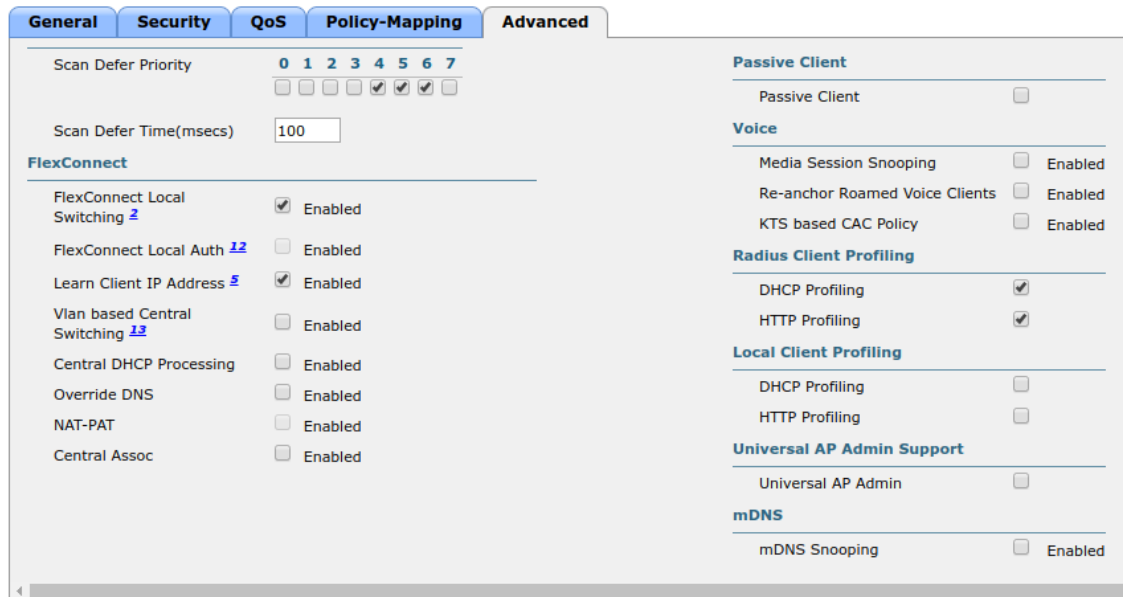 General Security QoS Policy-Mapping Advanced
Scan Defer Priority 0 1 2 3 4 5 6 7
Scan Defer Time(msecs) 100
FlexConnect
FlexConnect Local
Switching 2 Enabled
FlexConnect Local Auth 12 Enabled
Learn Client IP Address 5 Enabled
Vlan based Central
Switching 13 Enabled
Central DHCP Processing Enabled
Override DNS Enabled
NAT-PAT Enabled
Central Assoc Enabled
Passive Client
Passive Client
Voice
Media Session Snooping Enabled
Re-anchor Roamed Voice Clients Enabled
KTS based CAC Policy Enabled
Radius Client Profiling
DHCP Profiling
HTTP Profiling
Local Client Profiling
DHCP Profiling
HTTP Profiling
Universal AP Admin Support
Universal AP Admin
mDNS
mDNS Snooping Enabled